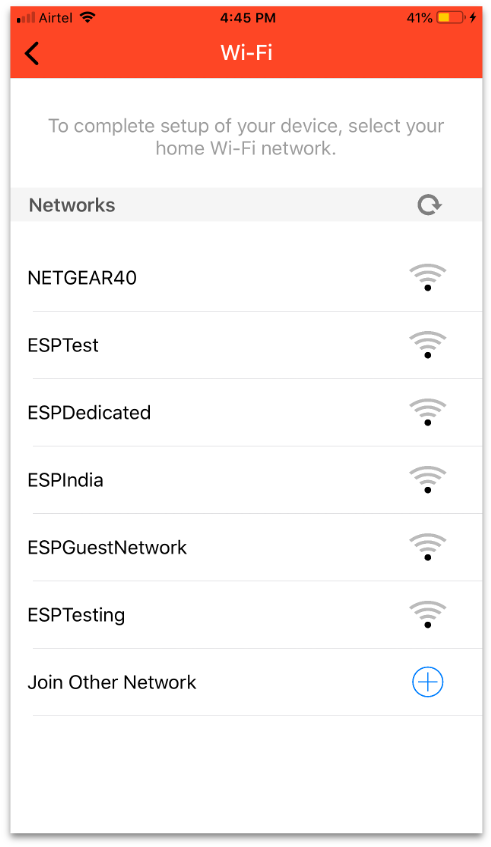 Airtel 4:45 PM 41%
Wi-Fi
To complete setup of your device, select your
home Wi-Fi network.
Networks
NETGEAR40
ESPTest
ESPDedicated
ESPIndia
ESPGuestNetwork
ESPTesting
Join Other Network